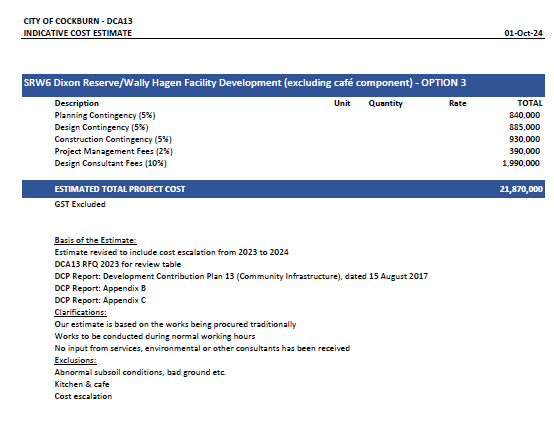 CITY OF COCKBURN - DCA13
INDICATIVE COST ESTIMATE 01-Oct-24
SRW6 Dixon Reserve/Wally Hagen Facility Development (excluding café component) - OPTION 3
Description Unit Quantity Rate TOTAL
Planning Contingency (5%) 840,000
Design Contingency (5%) 885,000
Construction Contingency (5%) 930,000
Project Management Fees (2%) 390,000
Design Consultant Fees (10%) 1,990,000
ESTIMATED TOTAL PROJECT COST 21,870,000
GST Excluded
Basis of the Estimate:
Estimate revised to include cost escalation from 2023 to 2024
DCA13 RFQ 2023 for review table
DCP Report: Development Contribution Plan 13 (Community Infrastructure), dated 15 August 2017
DCP Report: Appendix B
DCP Report: Appendix C
Clarifications:
Our estimate is based on the works being procured traditionally
Works to be conducted during normal working hours
No input from services, environmental or other consultants has been received
Exclusions:
Abnormal subsoil conditions, bad ground etc.
Kitchen & cafe
Cost escalation